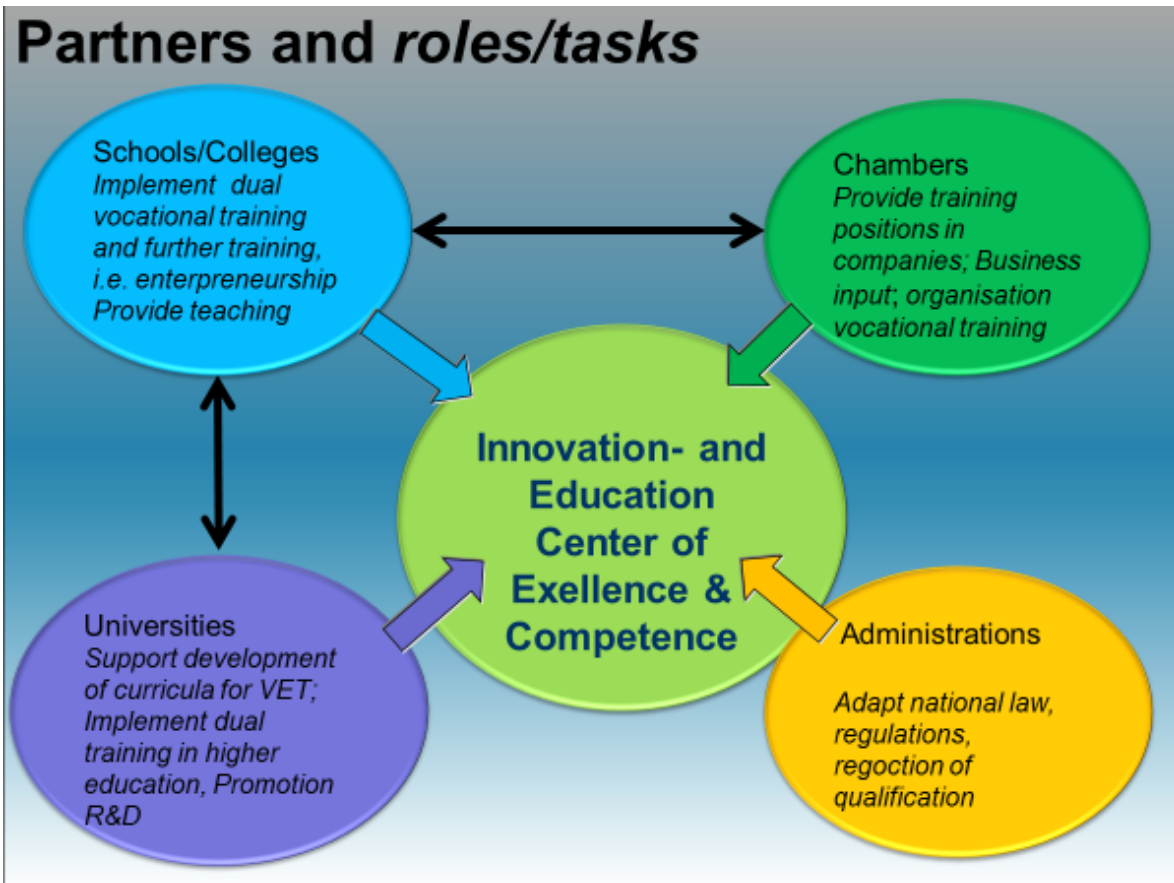 Partners and roles/tasks
Schools/Colleges
Implement dual
vocational training
and further training,
i.e. enterpreneurship
Provide teaching
Chambers
Provide training
positions in
companies; Business
input; organisation
vocational training
Innovation- and
Education
Center of
Exellence &
Competence
Universities
Support development
of curricula for VET;
Implement dual
training in higher
education, Promotion
R&D
Administrations
Adapt national law,
regulations,
regoction of
qualification